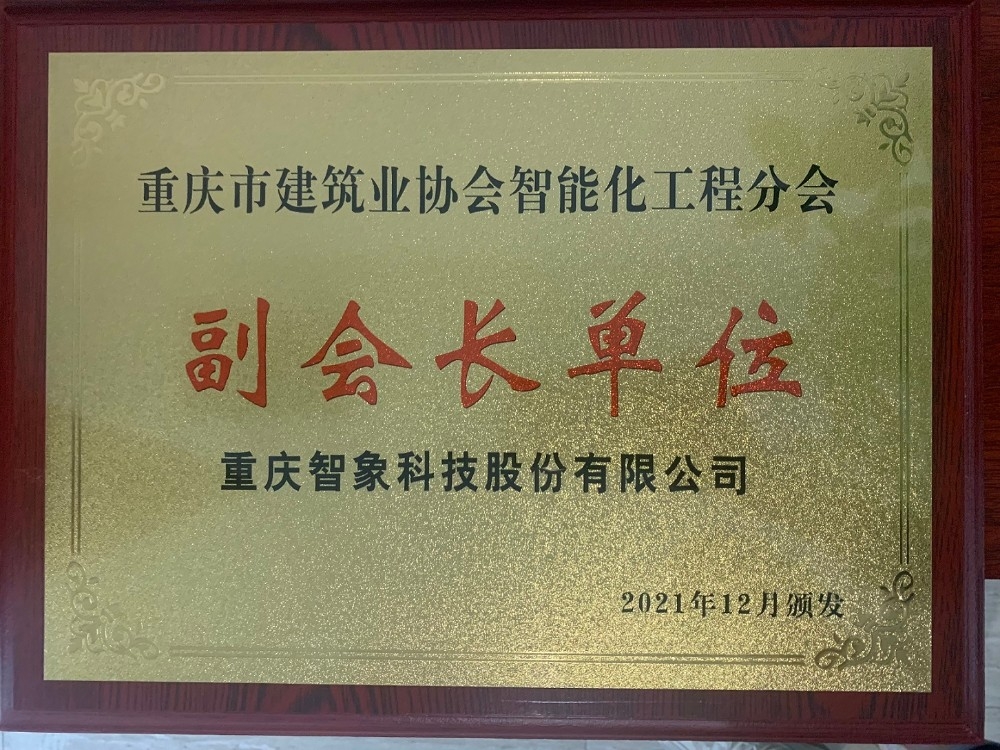 重庆市建筑业协会智能化工程分会
副会长单位
重庆智象科技股份有限公司
2021年12月颁发